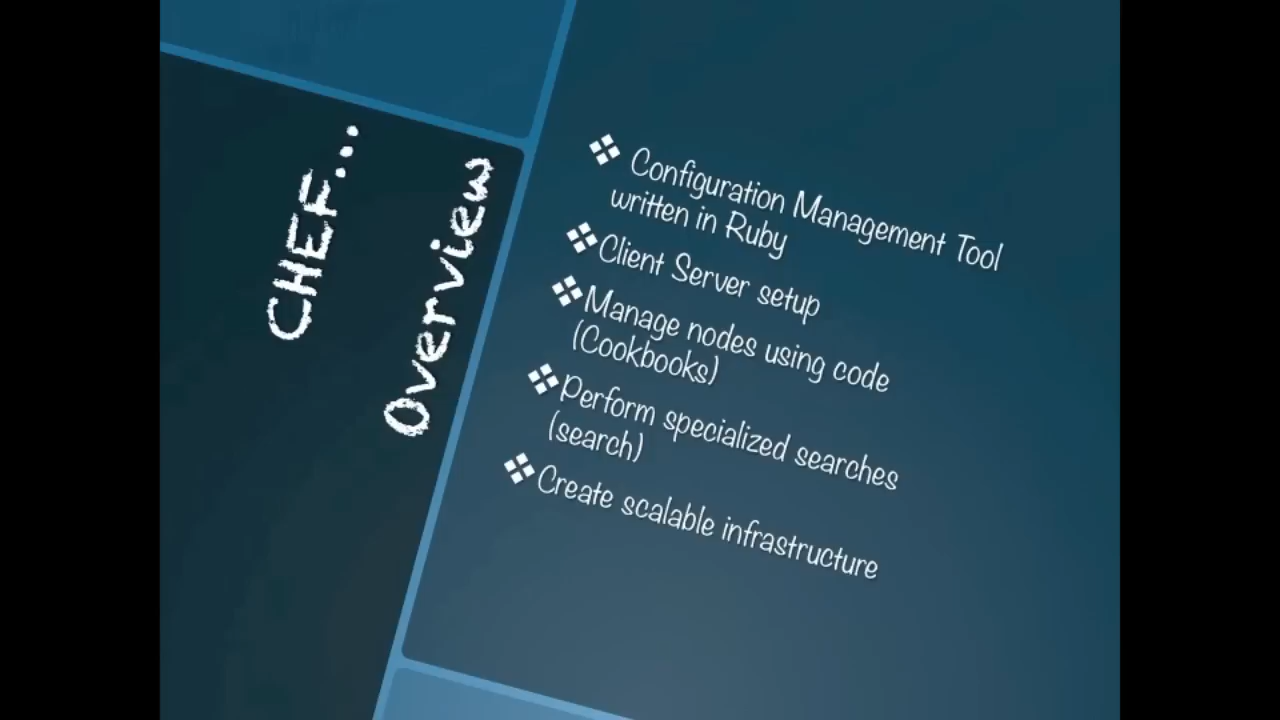 CHEF...
Overview
❖ Configuration Management Tool
written in Ruby
❖ Client Server setup
❖ Manage nodes using code
(Cookbooks)
❖ Perform specialized searches
(search)
❖ Create scalable infrastructure